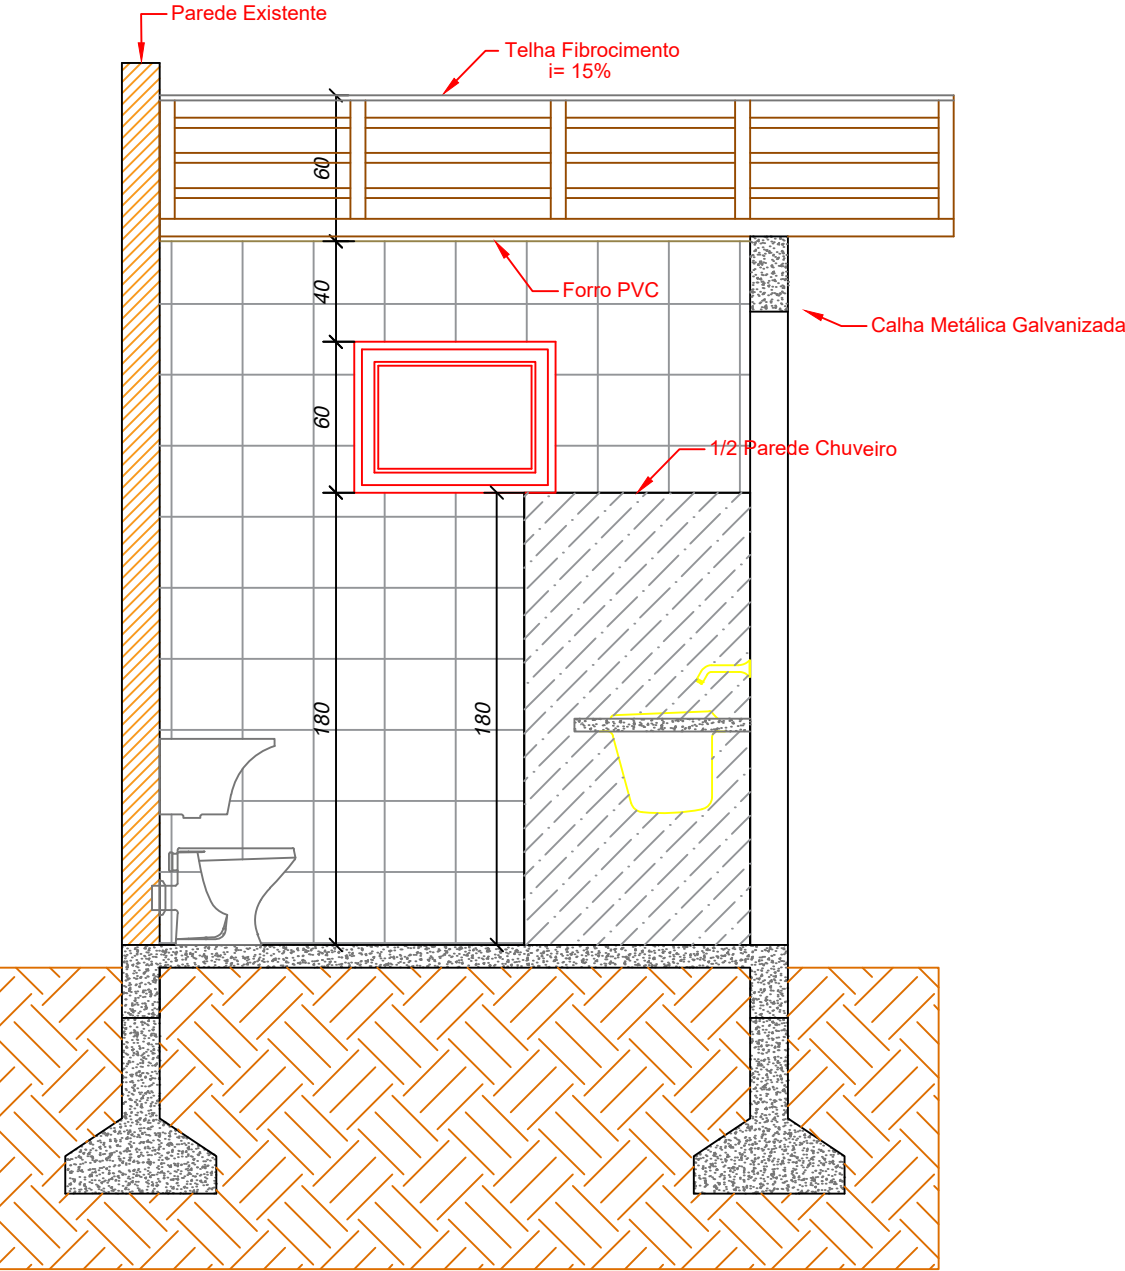 Parede Existente
Telha Fibrocimento
i= 15%
60
40
Forro PVC
Calha Metálica Galvanizada
60
1/2 Parede Chuveiro
180
180